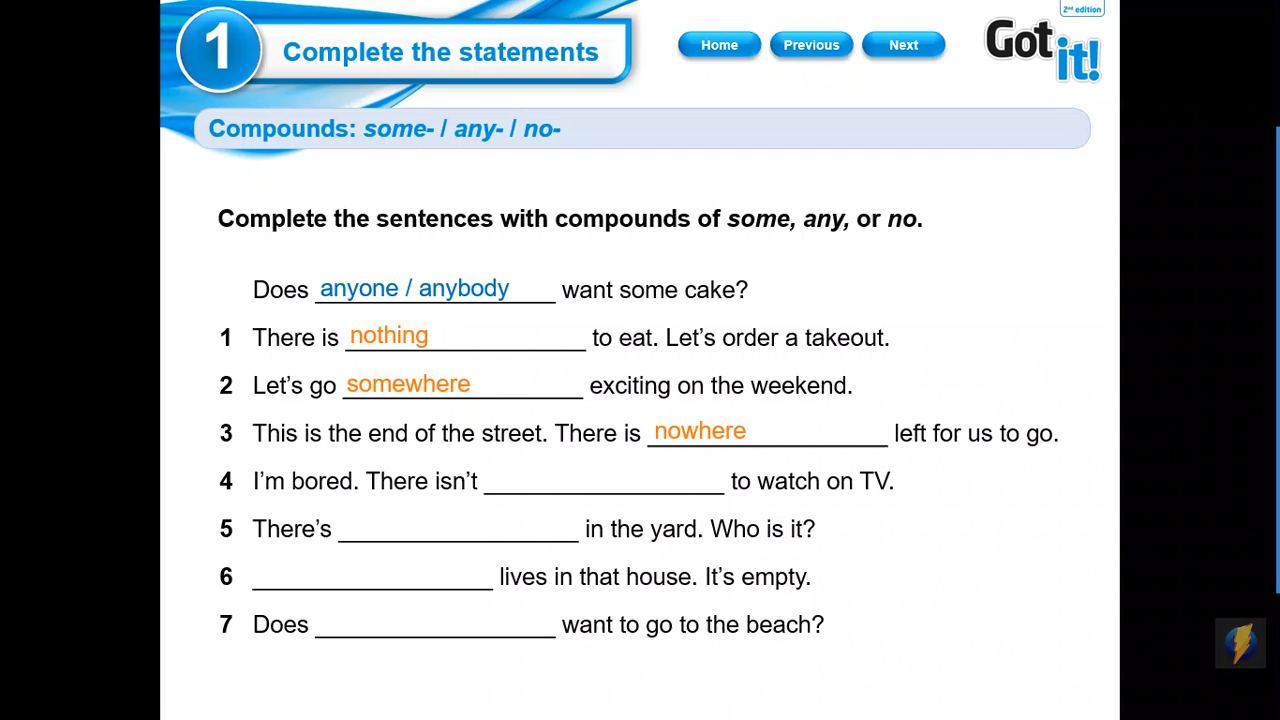 2nd edition
1 Complete the statements
Home Previous Next
Got it!
Compounds: some- / any- / no-
Complete the sentences with compounds of some, any, or no.
Does anyone / anybody want some cake?
1 There is nothing to eat. Let's order a takeout.
2 Let's go somewhere exciting on the weekend.
3 This is the end of the street. There is nowhere left for us to go.
4 I'm bored. There isn't ____________________ to watch on TV.
5 There's ____________________ in the yard. Who is it?
6 ____________________ lives in that house. It's empty.
7 Does ____________________ want to go to the beach?